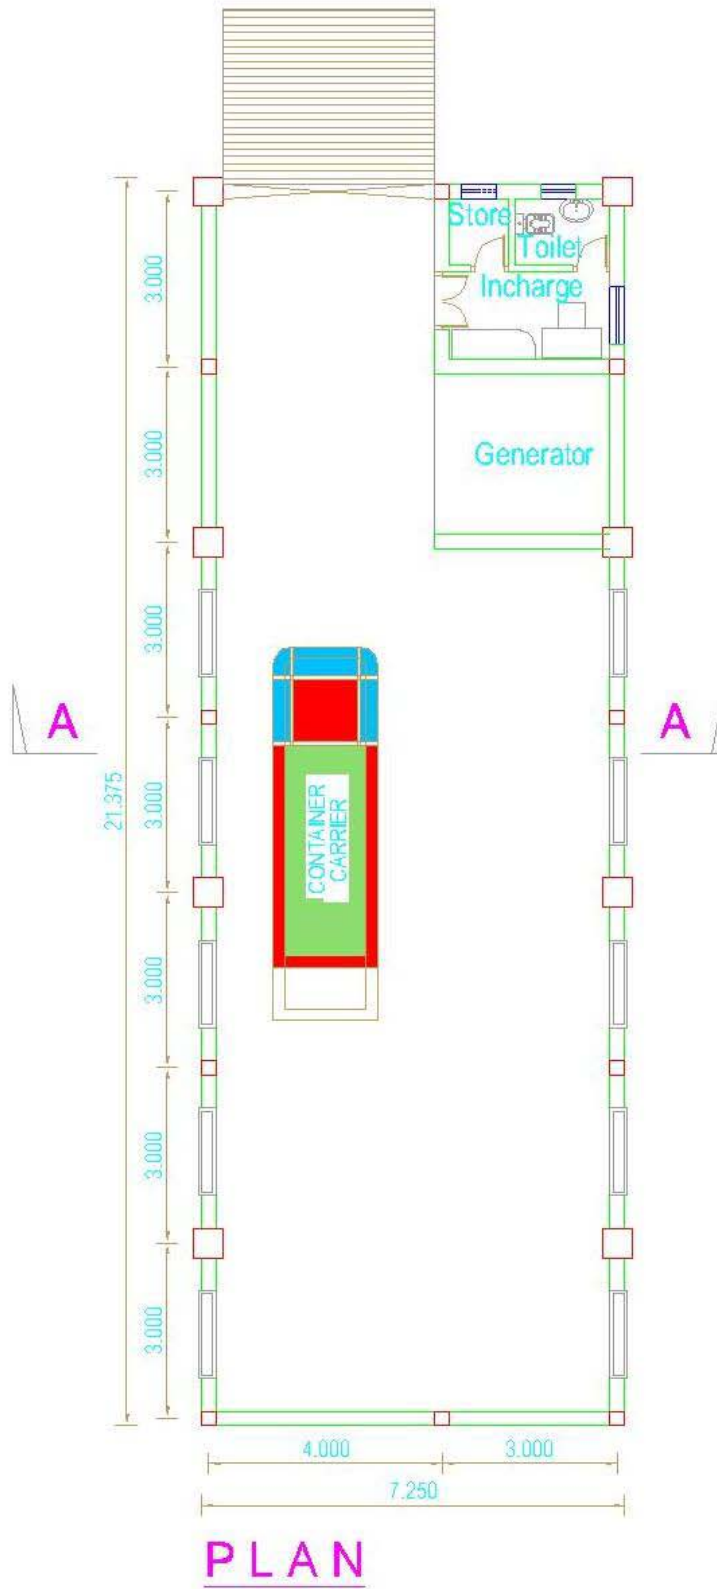 Store
Toilet
Incharge
3.000
3.000
Generator
3.000
A
A
21.375
3.000
CONTAINER
CARRIER
3.000
3.000
3.000
4.000
3.000
7.250
PLAN